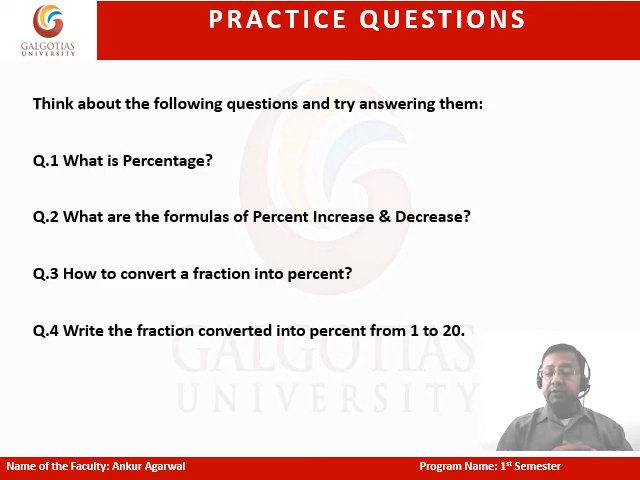 PRACTICE QUESTIONS
GALGOTIAS
UNIVERSITY
Think about the following questions and try answering them:
Q.1 What is Percentage?
Q.2 What are the formulas of Percent Increase & Decrease?
Q.3 How to convert a fraction into percent?
Q.4 Write the fraction converted into percent from 1 to 20.
GALGOTIAS
UNIVERSITY
Name of the Faculty: Ankur Agarwal
Program Name: 1st Semester